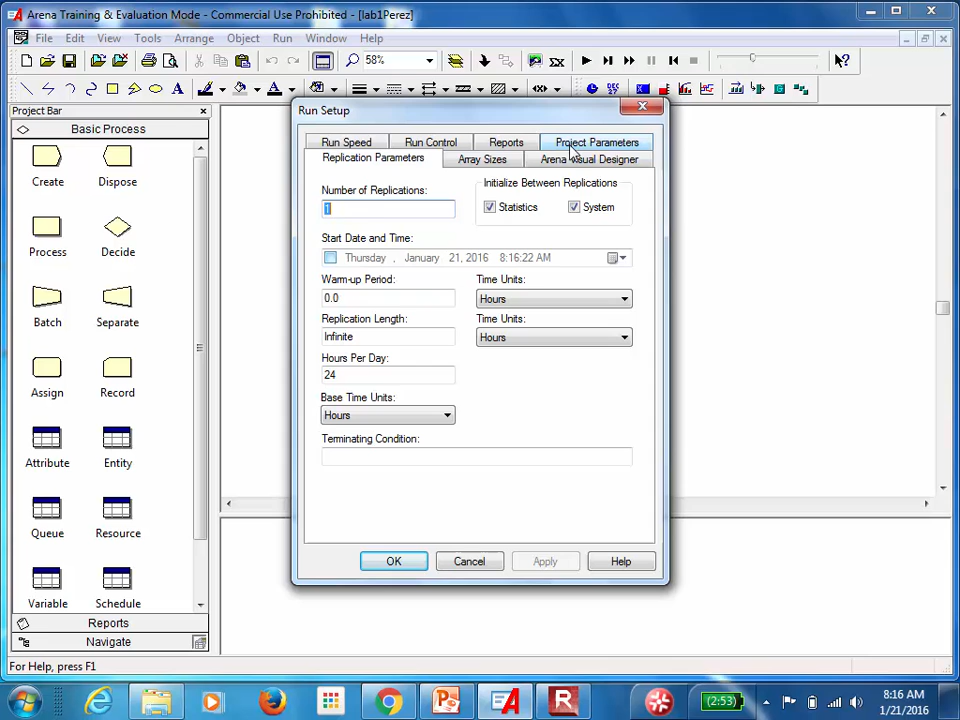 Arena Training & Evaluation Mode - Commercial Use Prohibited - [lab1Perez]
File Edit View Tools Arrange Object Run Window Help
58%
Project Bar
Basic Process
Create Dispose
Process Decide
Batch Separate
Assign Record
Attribute Entity
Queue Resource
Variable Schedule
Reports
Navigate
Run Setup
Run Speed Run Control Reports Project Parameters
Replication Parameters Array Sizes Arena Visual Designer
Number of Replications:
1
Initialize Between Replications
Statistics System
Start Date and Time:
Thursday , January 21, 2016 8:16:22 AM
Warm-up Period: Time Units:
0.0 Hours
Replication Length: Time Units:
Infinite Hours
Hours Per Day:
24
Base Time Units:
Hours
Terminating Condition:
OK Cancel Apply Help
For Help, press F1
(2:53)
8:16 AM
1/21/2016